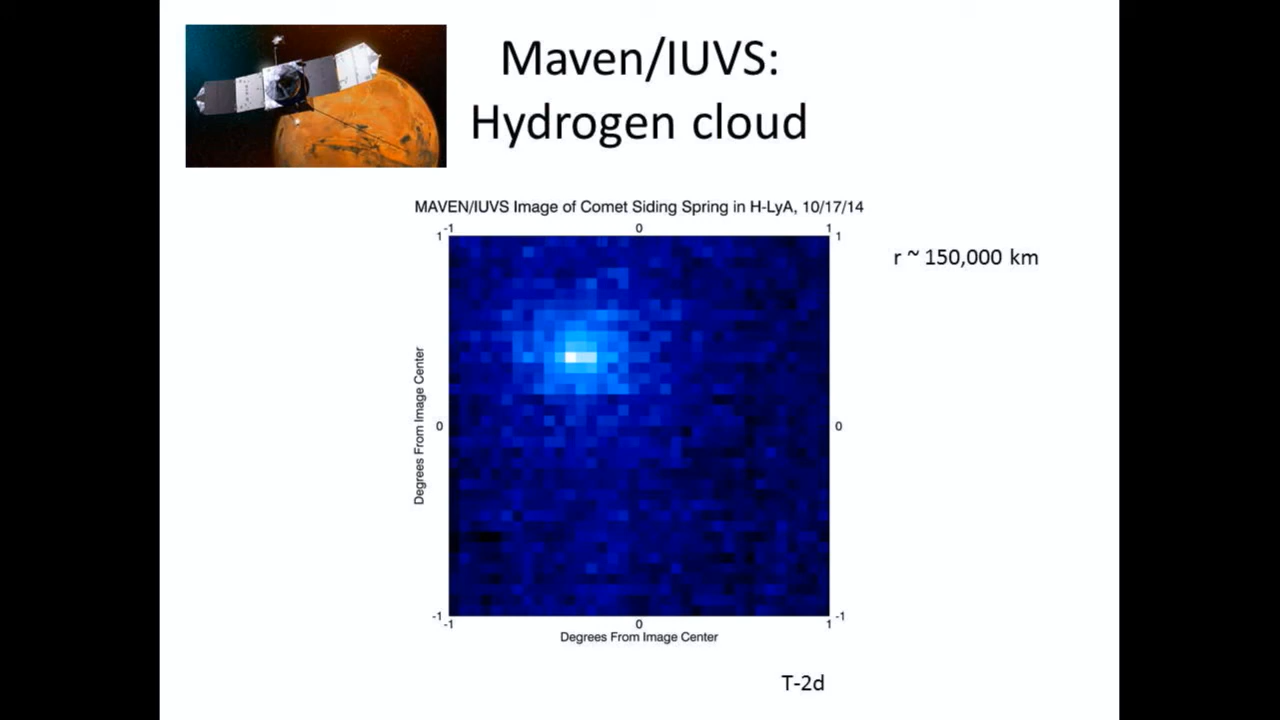 Maven/IUVS:
Hydrogen cloud
MAVEN/IUVS Image of Comet Siding Spring in H-LyA, 10/17/14
-1 0 1
1 1
r ~ 150,000 km
Degrees From Image Center
0 0
-1 -1
-1 0 1
Degrees From Image Center
T-2d